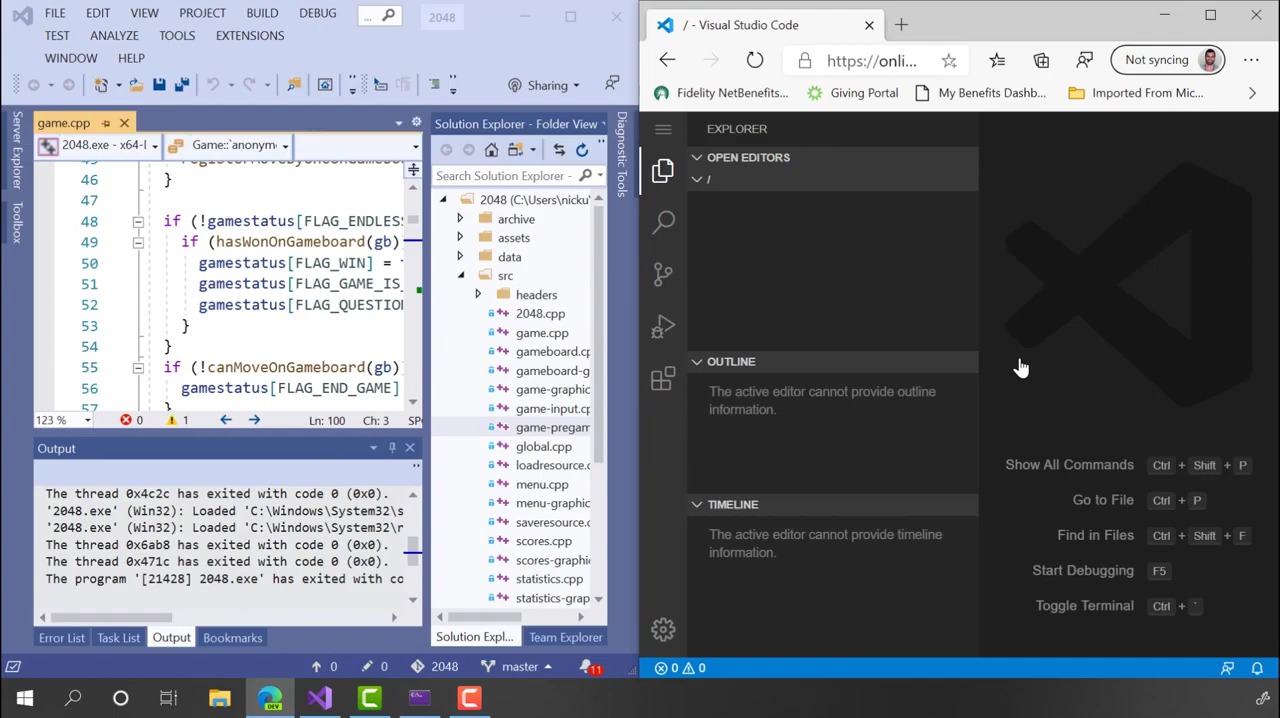 FILE EDIT VIEW PROJECT BUILD DEBUG ...
2048
TEST ANALYZE TOOLS EXTENSIONS
WINDOW HELP
Sharing
game.cpp
2048.exe - x64-
Game::`anonym
46 }
47
48 if (!gamestatus[FLAG_ENDLES
49 if (hasWonOnGameboard(gb)
50 gamestatus[FLAG_WIN] =
51 gamestatus[FLAG_GAME_IS_
52 gamestatus[FLAG_QUESTION
53 }
54 }
55 if (!canMoveOnGameboard(gb)
56 gamestatus[FLAG_END_GAME]
57
123 % 0 1 Ln: 100 Ch: 3 SP
Output
The thread 0x4c2c has exited with code 0 (0x0).
'2048.exe' (Win32): Loaded 'C:\Windows\System32\s
'2048.exe' (Win32): Loaded 'C:\Windows\System32\r
The thread 0x6ab8 has exited with code 0 (0x0).
The thread 0x471c has exited with code 0 (0x0).
The program '[21428] 2048.exe' has exited with co
Error List Task List Output Bookmarks
Server Explorer
Toolbox
Solution Explorer - Folder View
Search Solution Explorer -
2048 (C:\Users\nicku
archive
assets
data
src
headers
2048.cpp
game.cpp
gameboard.cp
gameboard-g
game-graphic
game-input.cp
game-pregam
global.cpp
loadresource.c
menu.cpp
menu-graphic
saveresource.c
scores.cpp
scores-graphi
statistics.cpp
statistics-grap
Solution Expl... Team Explorer
Diagnostic Tools
0 0 2048 master 11
/ - Visual Studio Code
https://onli... Not syncing
Fidelity NetBenefits... Giving Portal My Benefits Dashb... Imported From Mic...
EXPLORER
OPEN EDITORS
/
OUTLINE
The active editor cannot provide outline
information.
TIMELINE
The active editor cannot provide timeline
information.
Show All Commands Ctrl + Shift + P
Go to File Ctrl + P
Find in Files Ctrl + Shift + F
Start Debugging F5
Toggle Terminal Ctrl + `
0 0
DEV